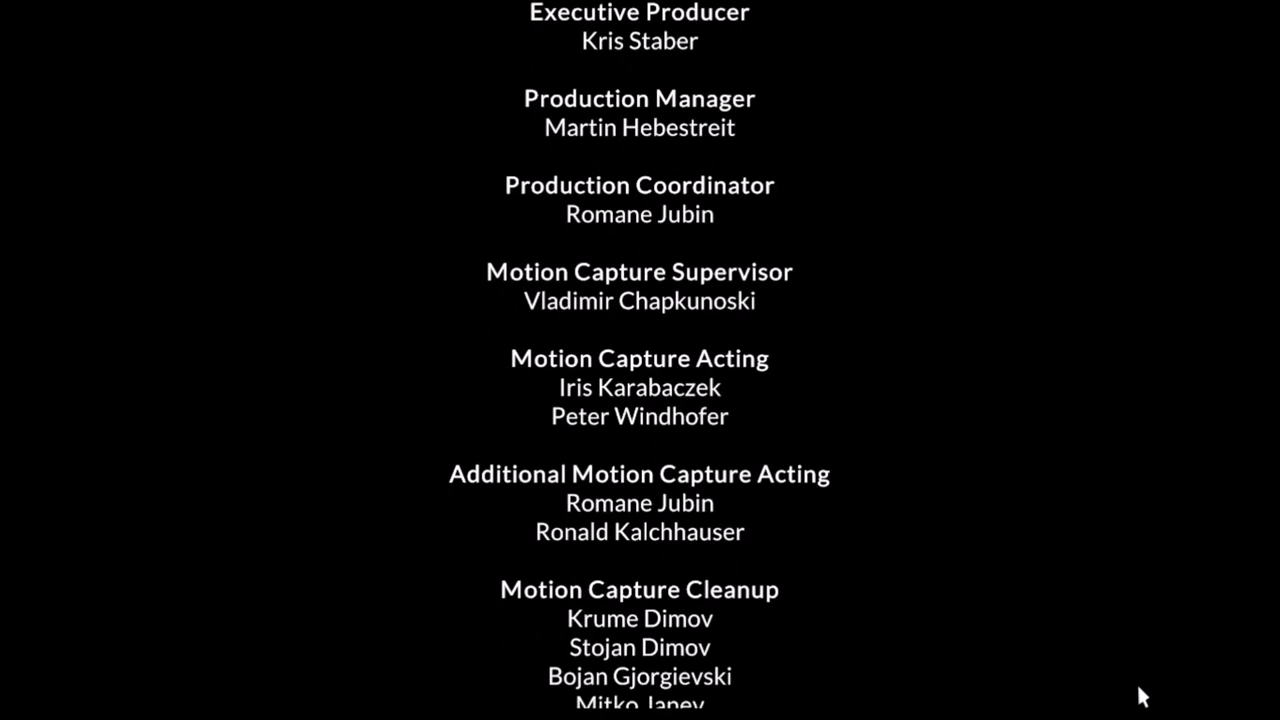 Executive Producer
Kris Staber
Production Manager
Martin Hebestreit
Production Coordinator
Romane Jubin
Motion Capture Supervisor
Vladimir Chapkunoski
Motion Capture Acting
Iris Karabaczek
Peter Windhofer
Additional Motion Capture Acting
Romane Jubin
Ronald Kalchhauser
Motion Capture Cleanup
Krume Dimov
Stojan Dimov
Bojan Gjorgievski
Mitko Janev